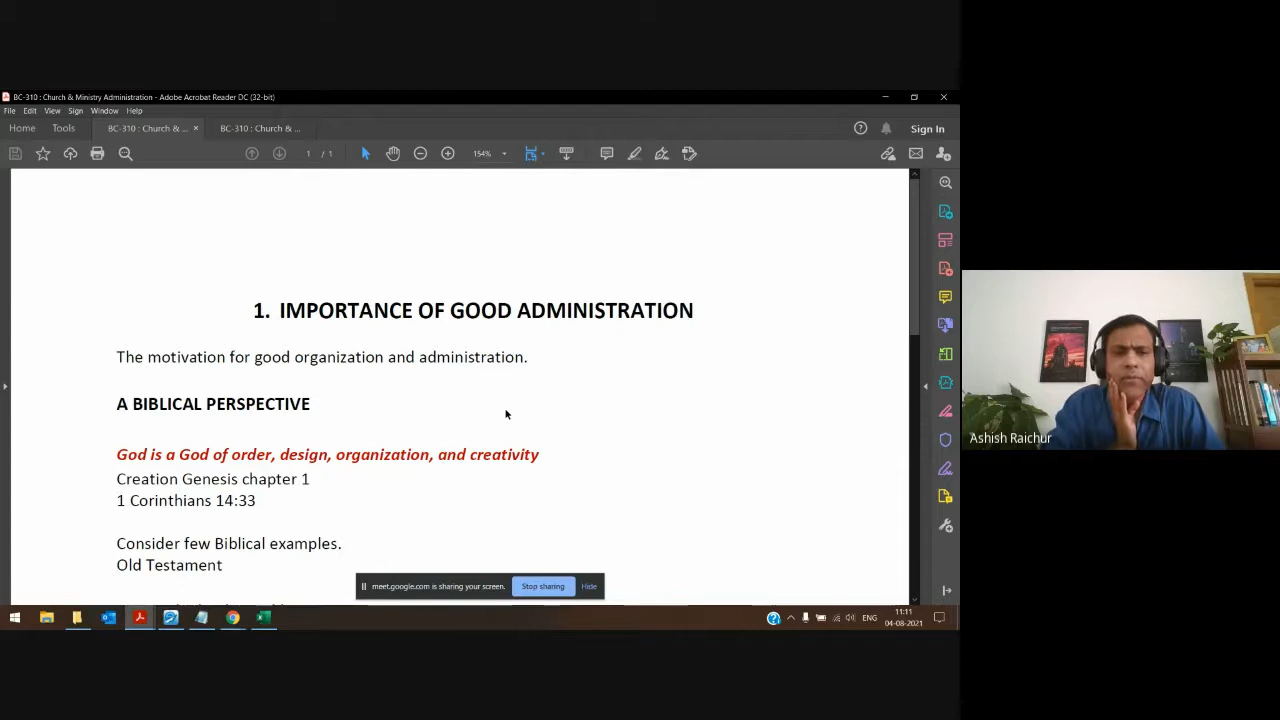 BC-310 : Church & Ministry Administration - Adobe Acrobat Reader DC (32-bit)
File Edit View Sign Window Help
Home Tools BC-310 : Church & ... × BC-310 : Church & ... Sign In
1 / 1 154%
1. IMPORTANCE OF GOOD ADMINISTRATION
The motivation for good organization and administration.
A BIBLICAL PERSPECTIVE
God is a God of order, design, organization, and creativity
Creation Genesis chapter 1
1 Corinthians 14:33
Consider few Biblical examples.
Old Testament
meet.google.com is sharing your screen. Stop sharing Hide
ENG 11:11
04-08-2021
Ashish Raichur